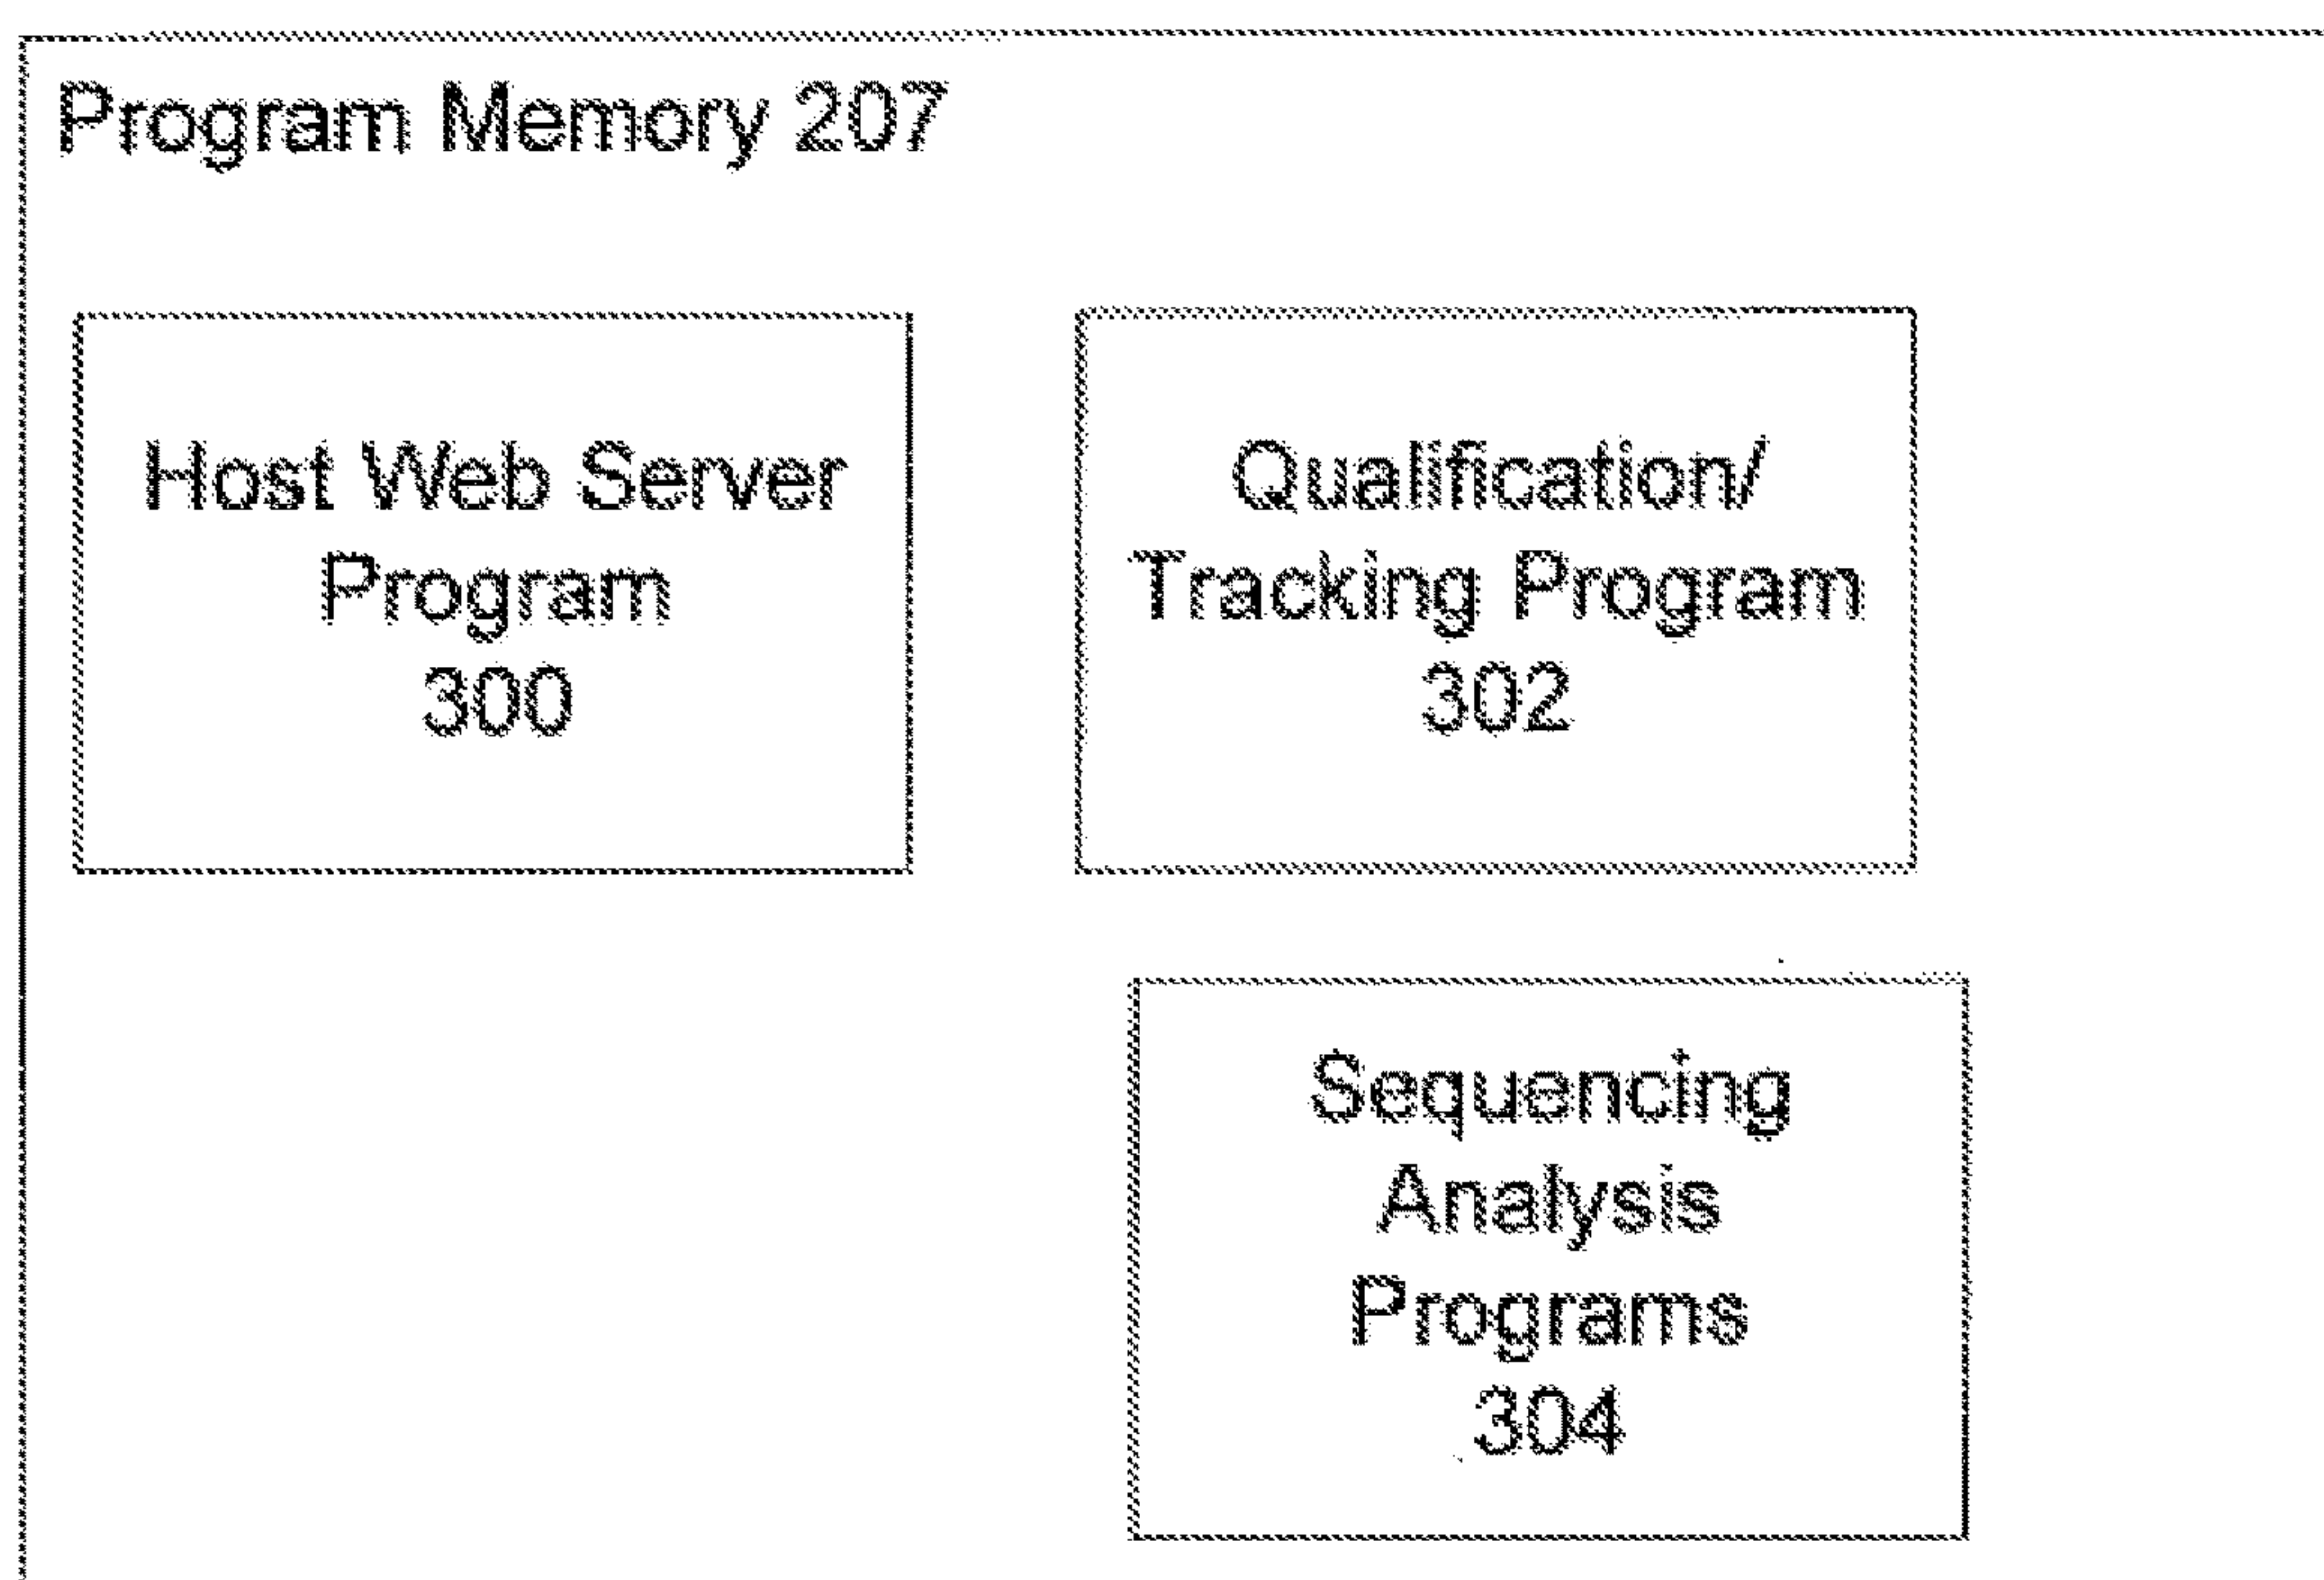 Program Memory 207
Host Web Server
Program
300
Qualification/
Tracking Program
302
Sequencing
Analysis
Programs
304